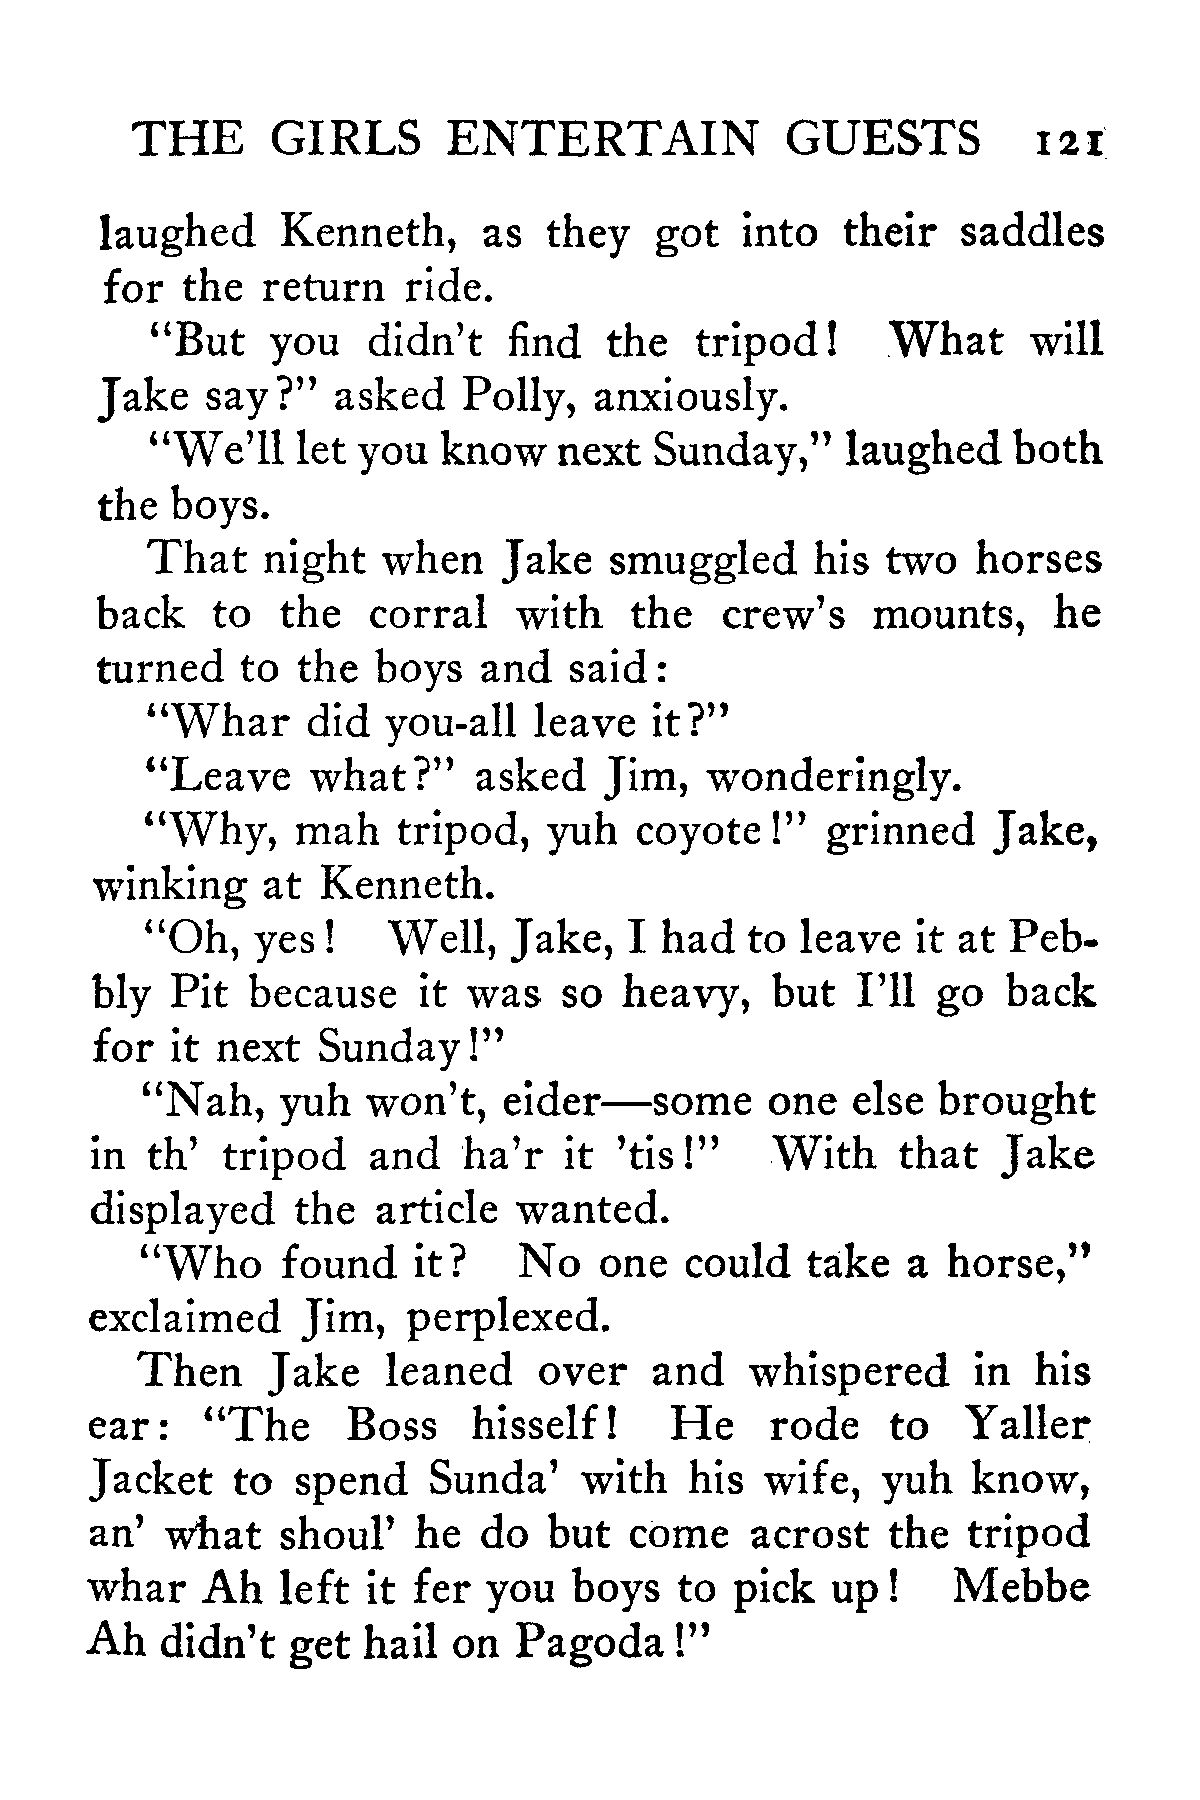 THE GIRLS ENTERTAIN GUESTS 121
laughed Kenneth, as they got into their saddles
for the return ride.
“But you didn’t find the tripod! What will
Jake say?” asked Polly, anxiously.
“We’ll let you know next Sunday,” laughed both
the boys.
That night when Jake smuggled his two horses
back to the corral with the crew’s mounts, he
turned to the boys and said:
“Whar did you-all leave it?”
“Leave what?” asked Jim, wonderingly.
“Why, mah tripod, yuh coyote!” grinned Jake,
winking at Kenneth.
“Oh, yes! Well, Jake, I had to leave it at Peb-
bly Pit because it was so heavy, but I’ll go back
for it next Sunday!”
“Nah, yuh won’t, eider—some one else brought
in th’ tripod and ha’r it ’tis!” With that Jake
displayed the article wanted.
“Who found it? No one could take a horse,”
exclaimed Jim, perplexed.
Then Jake leaned over and whispered in his
ear: “The Boss hisself! He rode to Yaller
Jacket to spend Sunda’ with his wife, yuh know,
an’ what shoul’ he do but come acrost the tripod
whar Ah left it fer you boys to pick up! Mebbe
Ah didn’t get hail on Pagoda!”